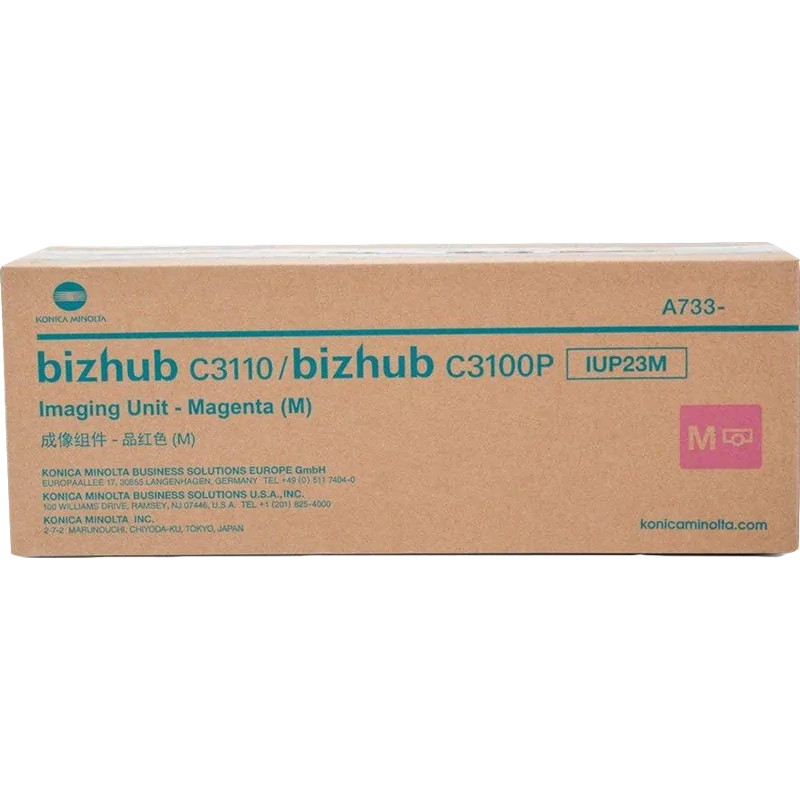 KONICA MINOLTA
A733-
bizhub C3110/bizhub C3100P IUP23M
Imaging Unit - Magenta (M)
成像组件 - 品红色 (M)
M
KONICA MINOLTA BUSINESS SOLUTIONS EUROPE GmbH
EUROPAALLEE 17, 30855 LANGENHAGEN, GERMANY TEL +49 (0) 511 7404-0
KONICA MINOLTA BUSINESS SOLUTIONS U.S.A., INC.
100 WILLIAMS DRIVE, RAMSEY, NJ 07446, U.S.A. TEL +1 (201) 825-4000
KONICA MINOLTA, INC.
2-7-2 MARUNOUCHI, CHIYODA-KU, TOKYO, JAPAN
konicaminolta.com